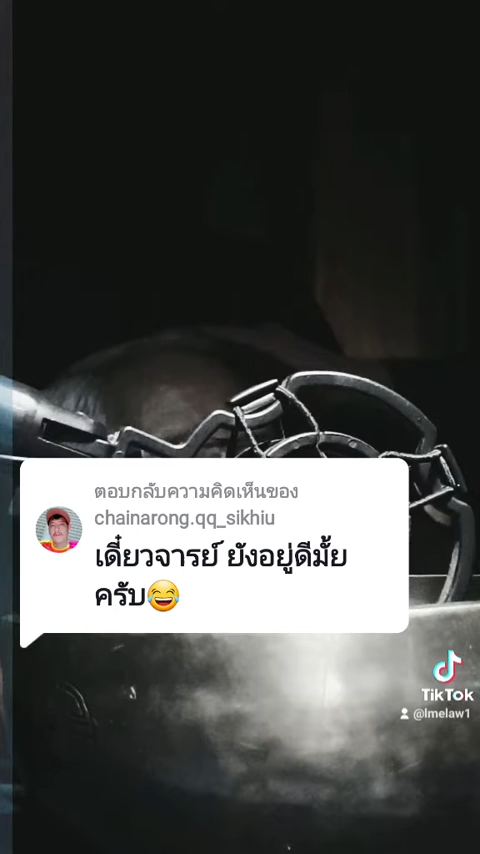 ตอบกลับความคิดเห็นของ
chainarong.qq_sikhiu
เดี๋ยวจารย์ ยังอยู่ดีมั้ย
ครับ😂
TikTok
@lmelaw1